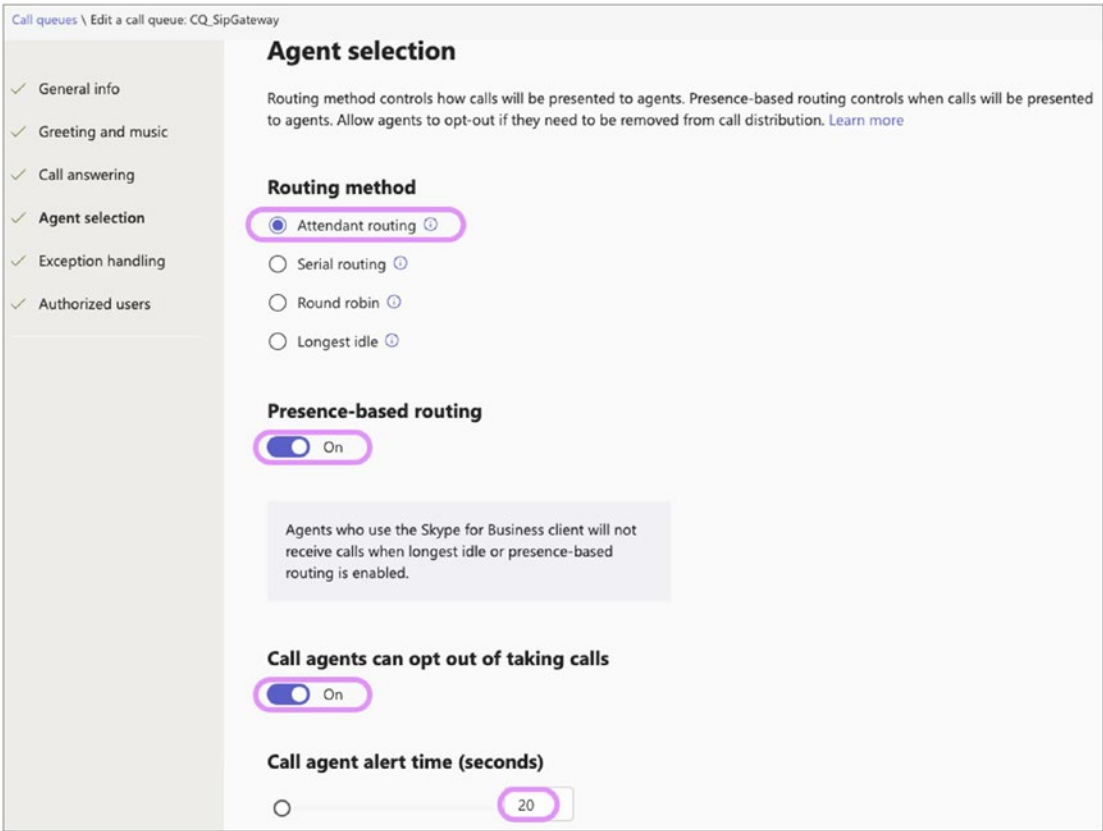 Call queues \ Edit a call queue: CQ_SipGateway
Agent selection
General info
Greeting and music
Call answering
Agent selection
Exception handling
Authorized users
Routing method controls how calls will be presented to agents. Presence-based routing controls when calls will be presented
to agents. Allow agents to opt-out if they need to be removed from call distribution. Learn more
Routing method
Attendant routing
Serial routing
Round robin
Longest idle
Presence-based routing
On
Agents who use the Skype for Business client will not
receive calls when longest idle or presence-based
routing is enabled.
Call agents can opt out of taking calls
On
Call agent alert time (seconds)
20